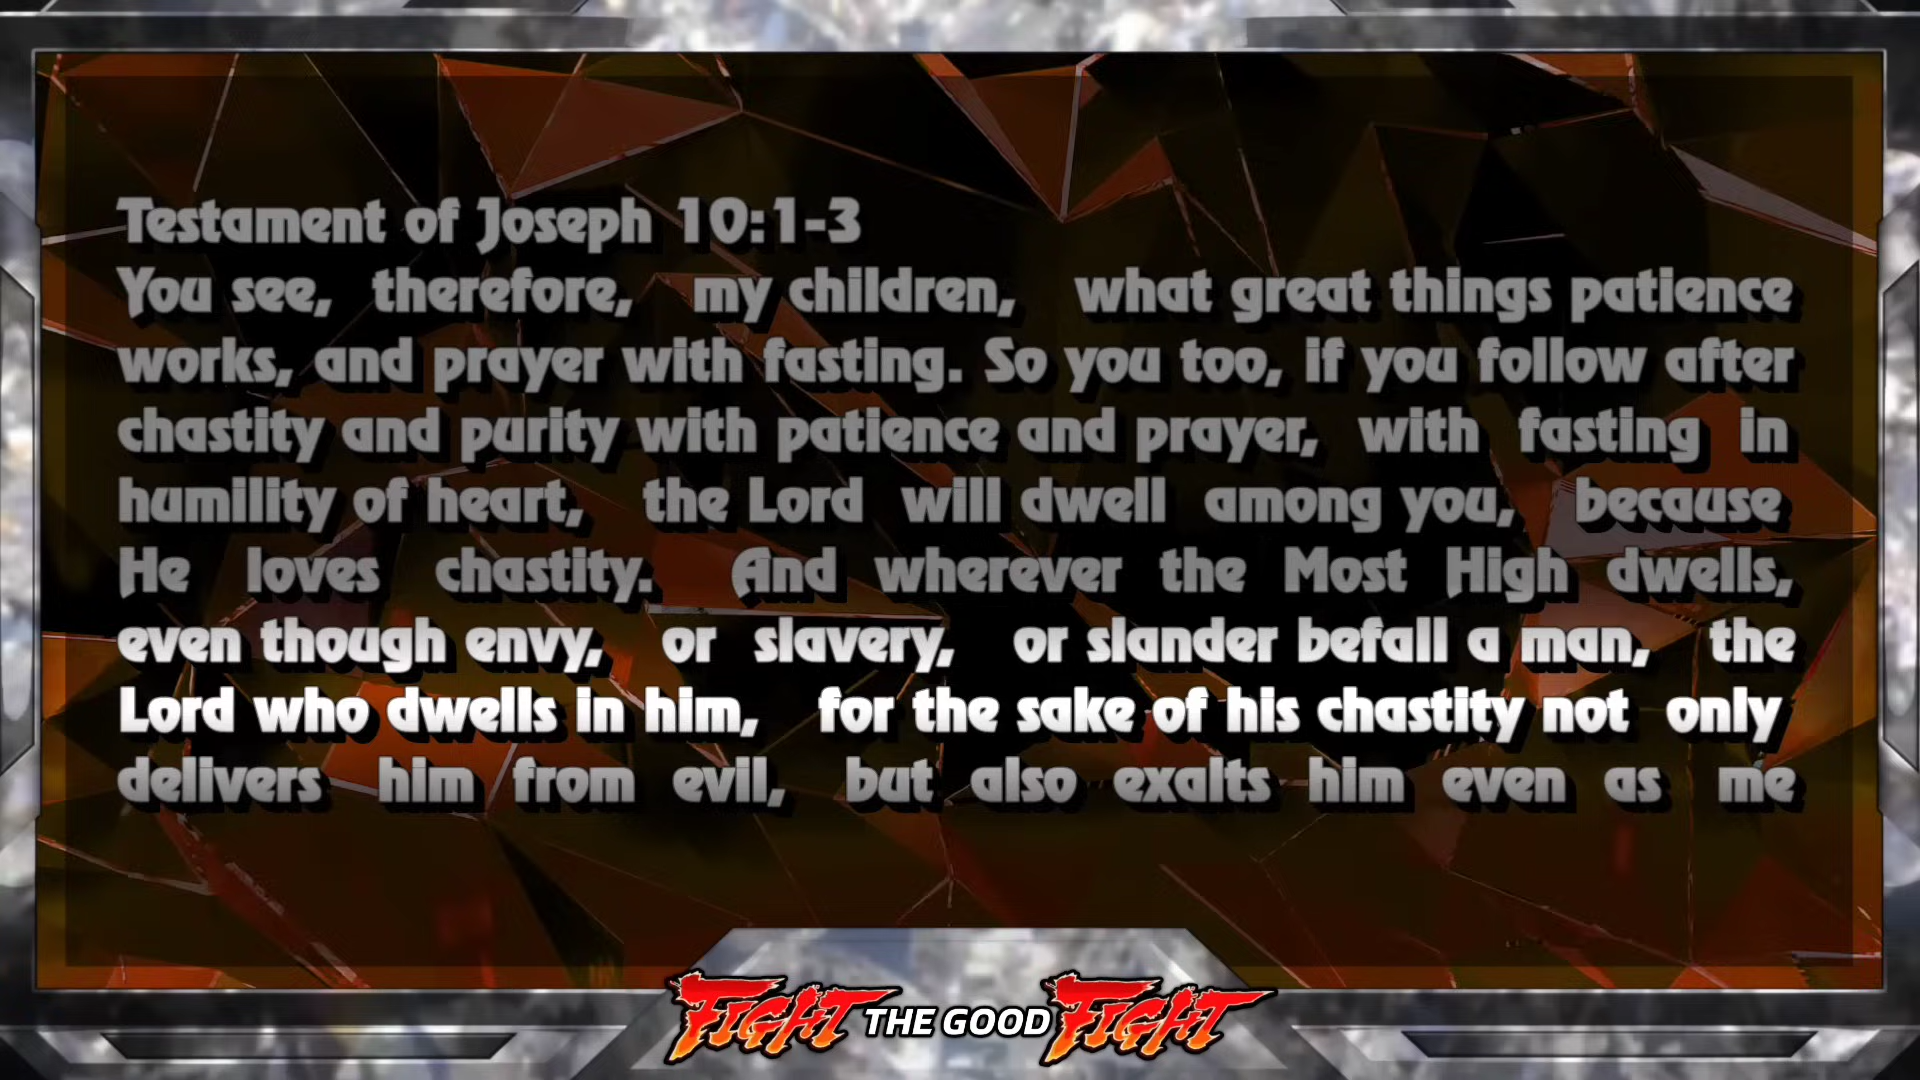 Testament of Joseph 10:1-3
You see, therefore, my children, what great things patience
works, and prayer with fasting. So you too, if you follow after
chastity and purity with patience and prayer, with fasting in
humility of heart, the Lord will dwell among you, because
He loves chastity. And wherever the Most High dwells,
even though envy, or slavery, or slander befall a man, the
Lord who dwells in him, for the sake of his chastity not only
delivers him from evil, but also exalts him even as me
FIGHT THE GOOD FIGHT